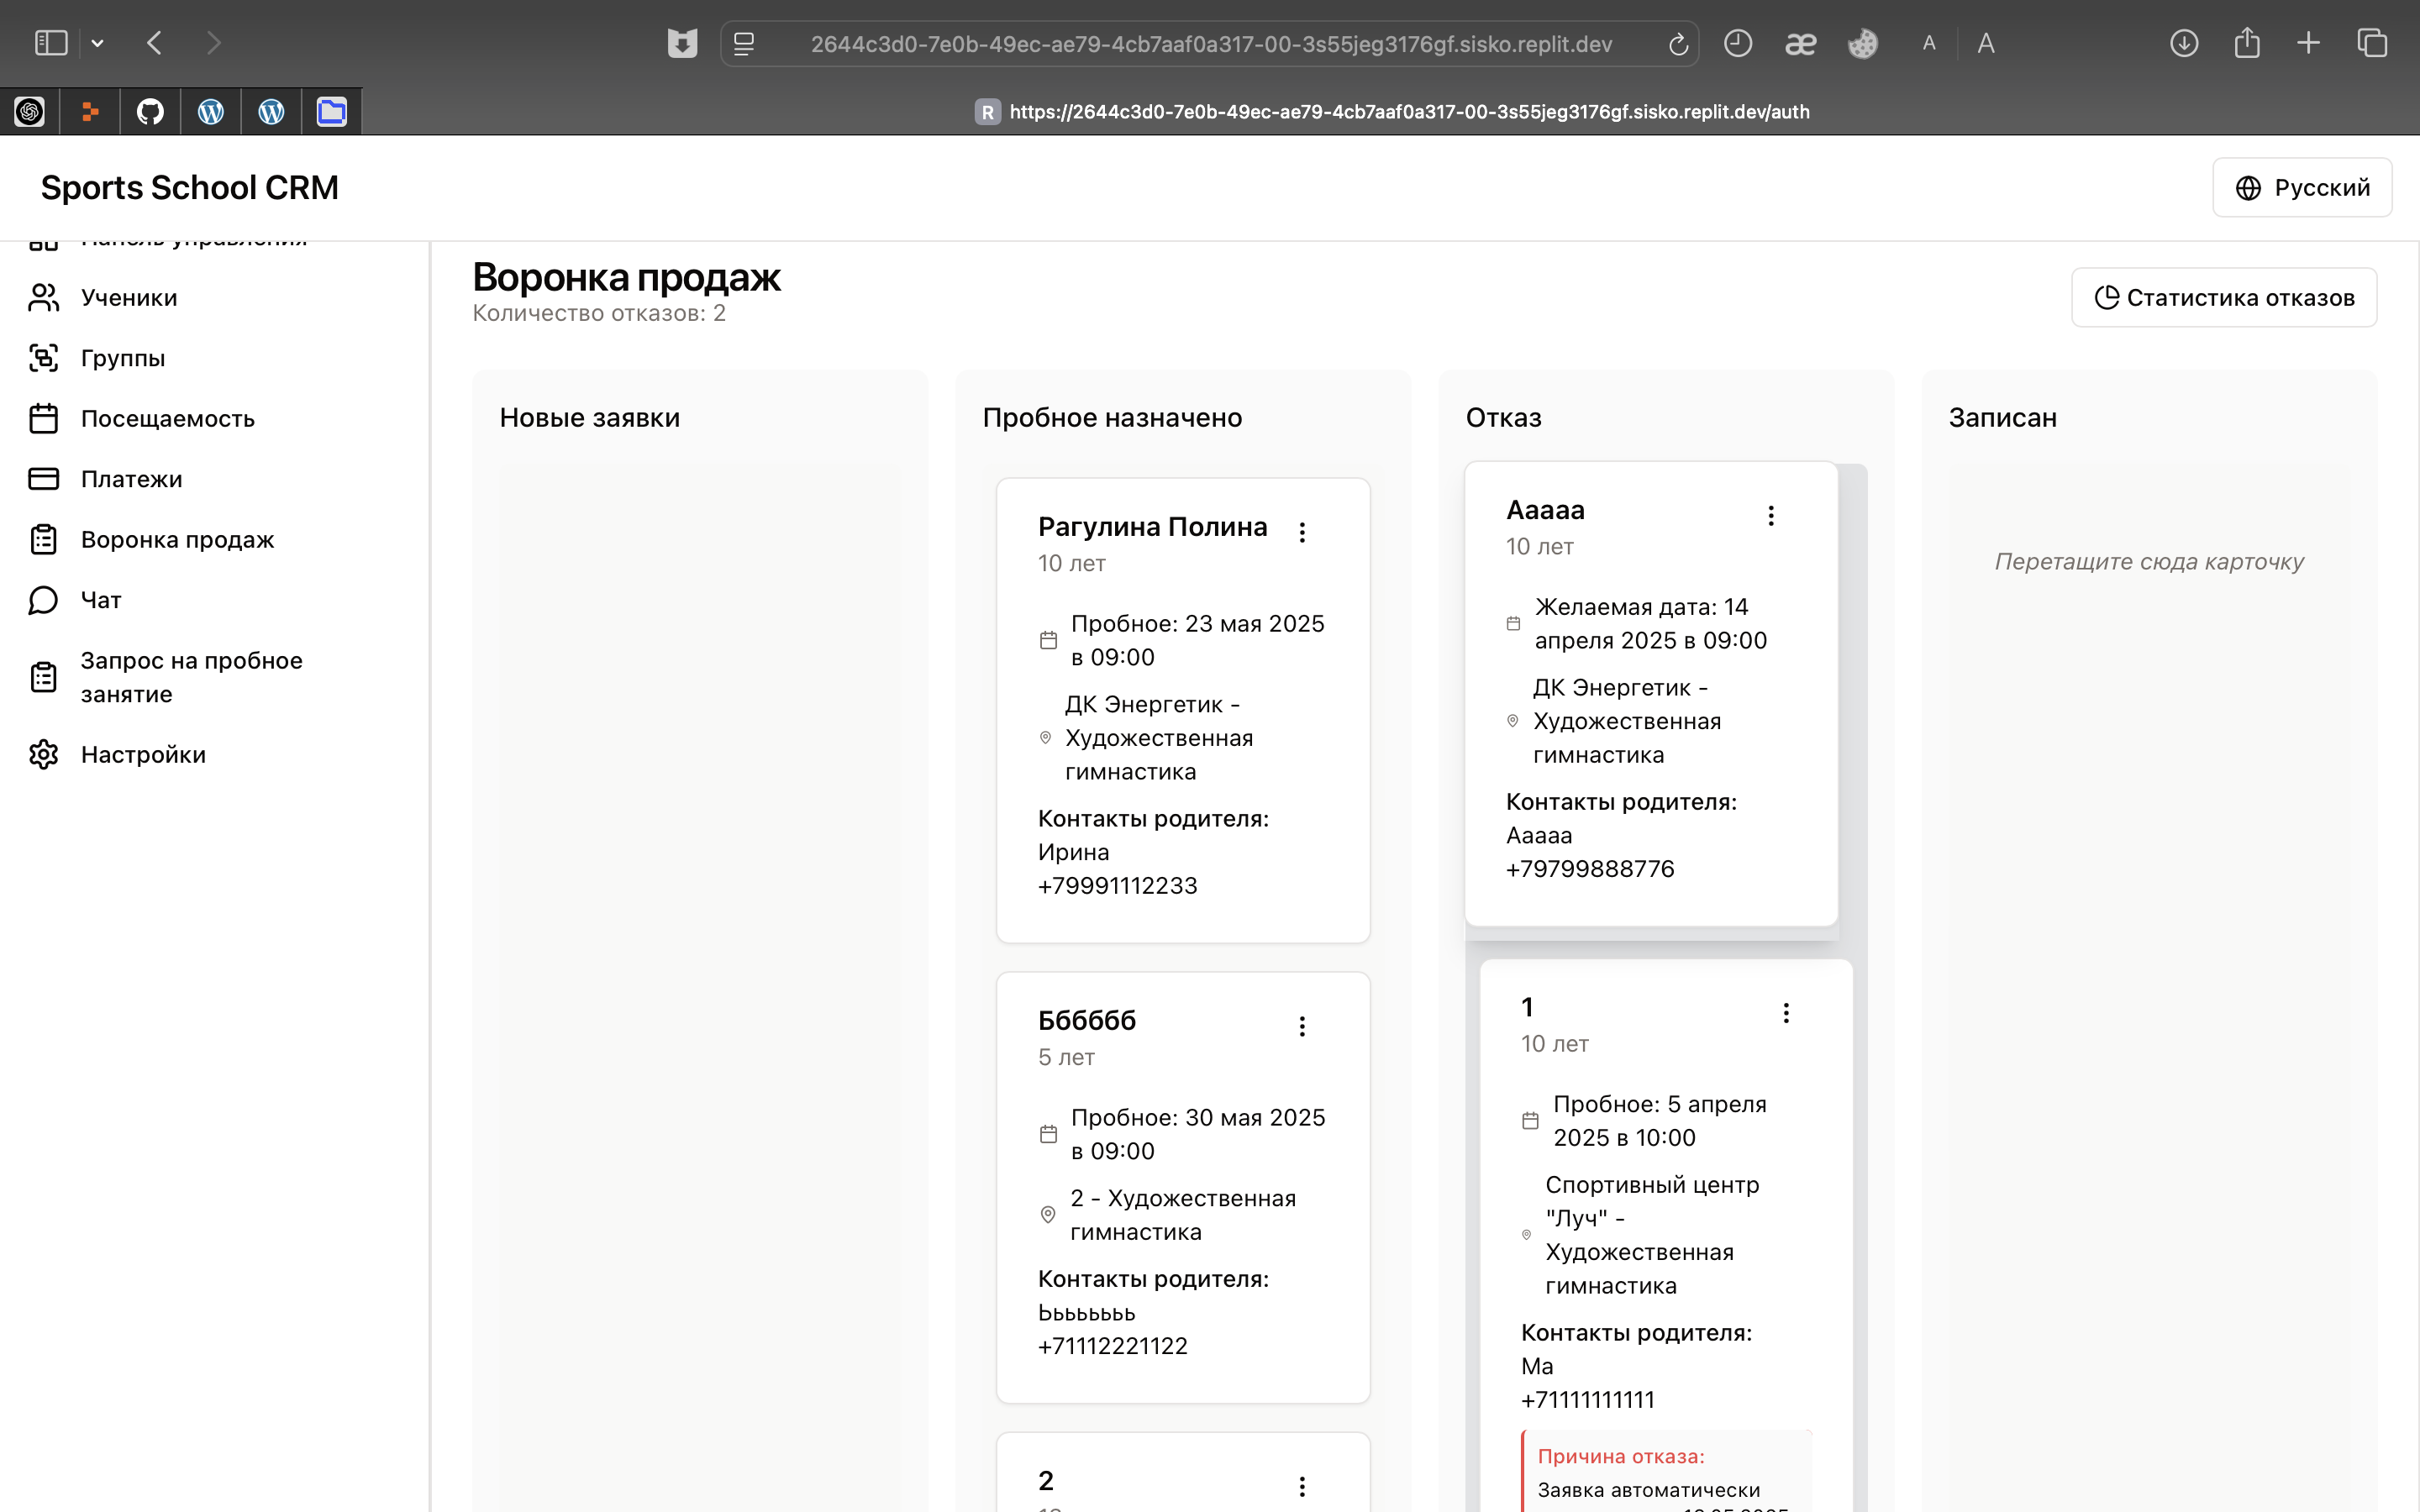 2644c3d0-7e0b-49ec-ae79-4cb7aaf0a317-00-3s55jeg3176gf.sisko.replit.dev
æ
A
A
R https://2644c3d0-7e0b-49ec-ae79-4cb7aaf0a317-00-3s55jeg3176gf.sisko.replit.dev/auth
Sports School CRM
Русский
Панель управления
Ученики
Группы
Посещаемость
Платежи
Воронка продаж
Чат
Запрос на пробное
занятие
Настройки
Воронка продаж
Количество отказов: 2
Статистика отказов
Новые заявки
Пробное назначено
Рагулина Полина
10 лет
Пробное: 23 мая 2025
в 09:00
ДК Энергетик -
Художественная
гимнастика
Контакты родителя:
Ирина
+79991112233
Бббббб
5 лет
Пробное: 30 мая 2025
в 09:00
2 - Художественная
гимнастика
Контакты родителя:
Ььььььь
+71112221122
2
Отказ
Ааааа
10 лет
Желаемая дата: 14
апреля 2025 в 09:00
ДК Энергетик -
Художественная
гимнастика
Контакты родителя:
Ааааа
+79799888776
1
10 лет
Пробное: 5 апреля
2025 в 10:00
Спортивный центр
"Луч" -
Художественная
гимнастика
Контакты родителя:
Ма
+71111111111
Причина отказа:
Заявка автоматически
Записан
Перетащите сюда карточку